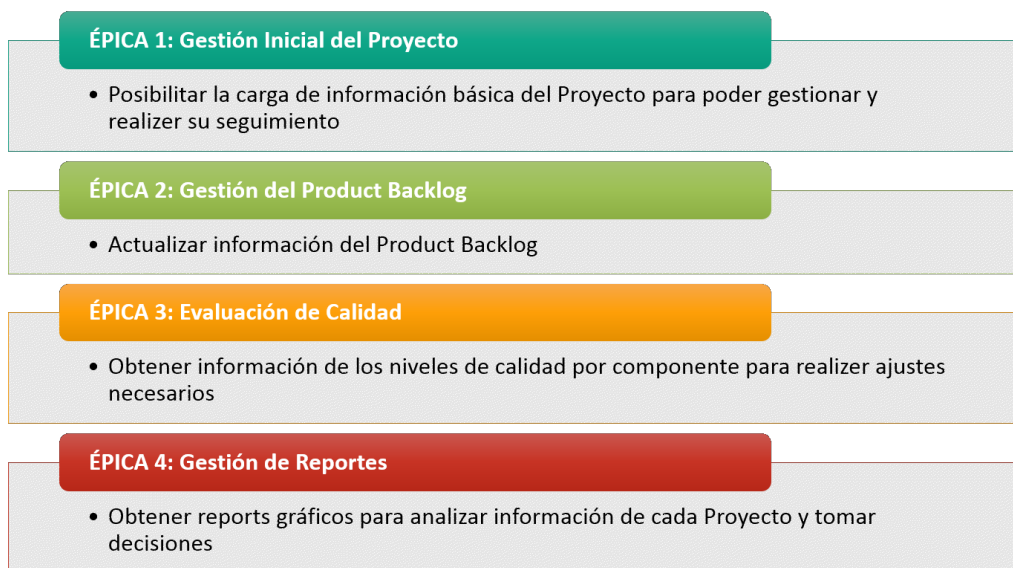 ÉPICA 1: Gestión Inicial del Proyecto
• Posibilitar la carga de información básica del Proyecto para poder gestionar y
realizer su seguimiento
ÉPICA 2: Gestión del Product Backlog
• Actualizar información del Product Backlog
ÉPICA 3: Evaluación de Calidad
• Obtener información de los niveles de calidad por componente para realizer ajustes
necesarios
ÉPICA 4: Gestión de Reportes
• Obtener reports gráficos para analizar información de cada Proyecto y tomar
decisiones